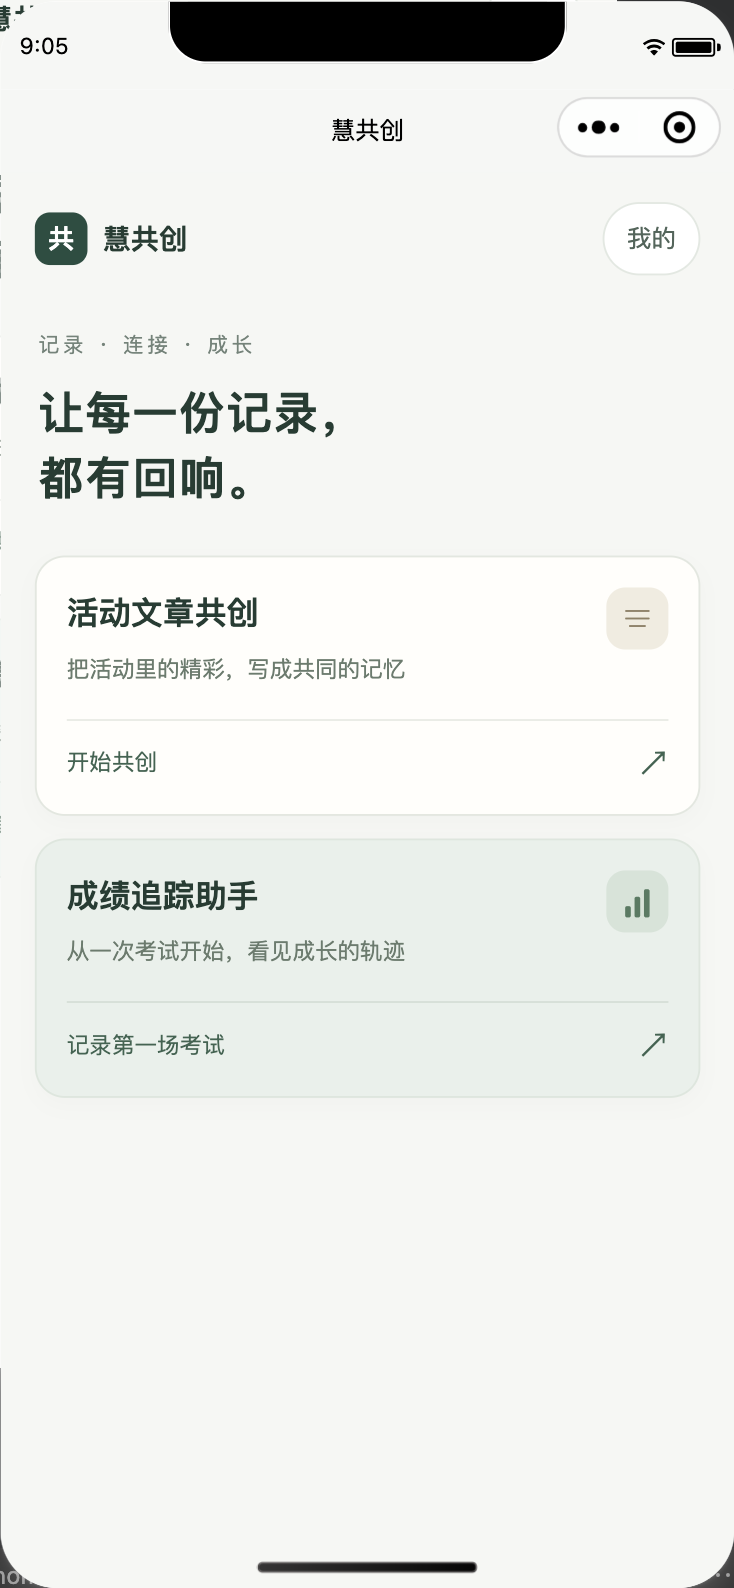 9:05
慧共创
共 慧共创
我的
记录 · 连接 · 成长
让每一份记录，
都有回响。
活动文章共创
把活动里的精彩，写成共同的记忆
开始共创
成绩追踪助手
从一次考试开始，看见成长的轨迹
记录第一场考试